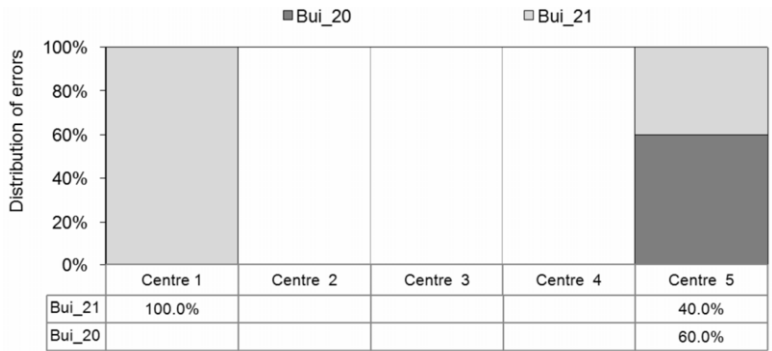 Bui_20 Bui_21
Distribution of errors
100%
80%
60%
40%
20%
0%
Centre 1 Centre 2 Centre 3 Centre 4 Centre 5
Bui_21 100.0% 40.0%
Bui_20 60.0%